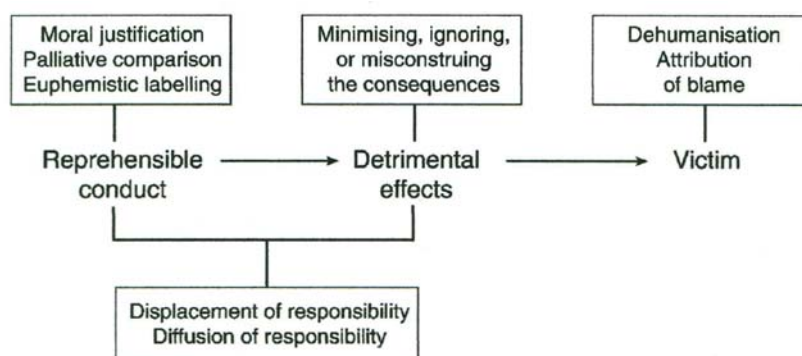 Moral justification
Palliative comparison
Euphemistic labelling
Minimising, ignoring,
or misconstruing
the consequences
Dehumanisation
Attribution
of blame
Reprehensible
conduct
Detrimental
effects
Victim
Displacement of responsibility
Diffusion of responsibility